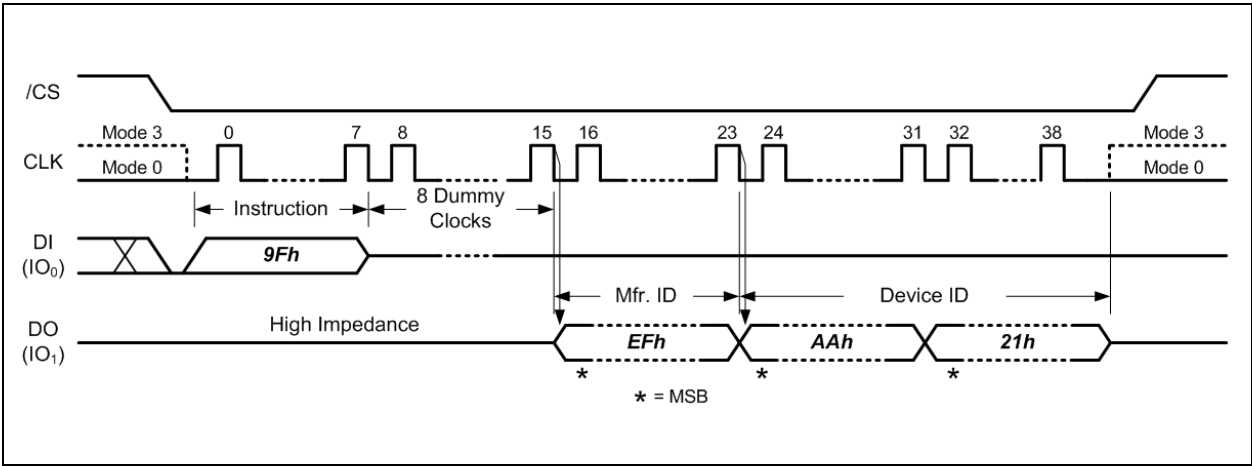 /CS
Mode 3
0
7
8
15
16
23
24
31
32
38
Mode 3
CLK
Mode 0
Mode 0
Instruction
8 Dummy
Clocks
DI
(IO₀)
9Fh
Mfr. ID
Device ID
DO
(IO₁)
High Impedance
EFh
AAh
21h
*
*
*
* = MSB